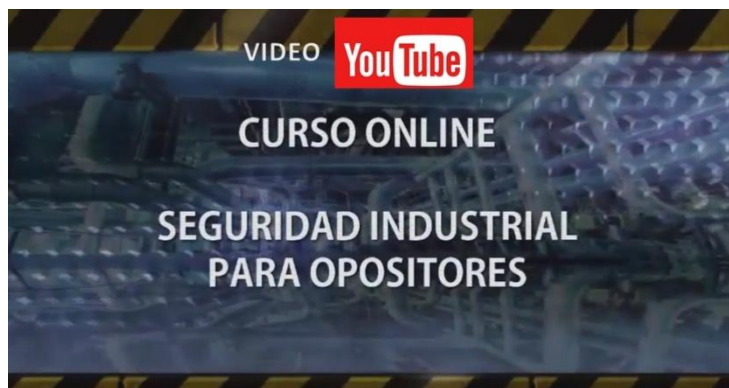 VIDEO YouTube
CURSO ONLINE
SEGURIDAD INDUSTRIAL
PARA OPOSITORES